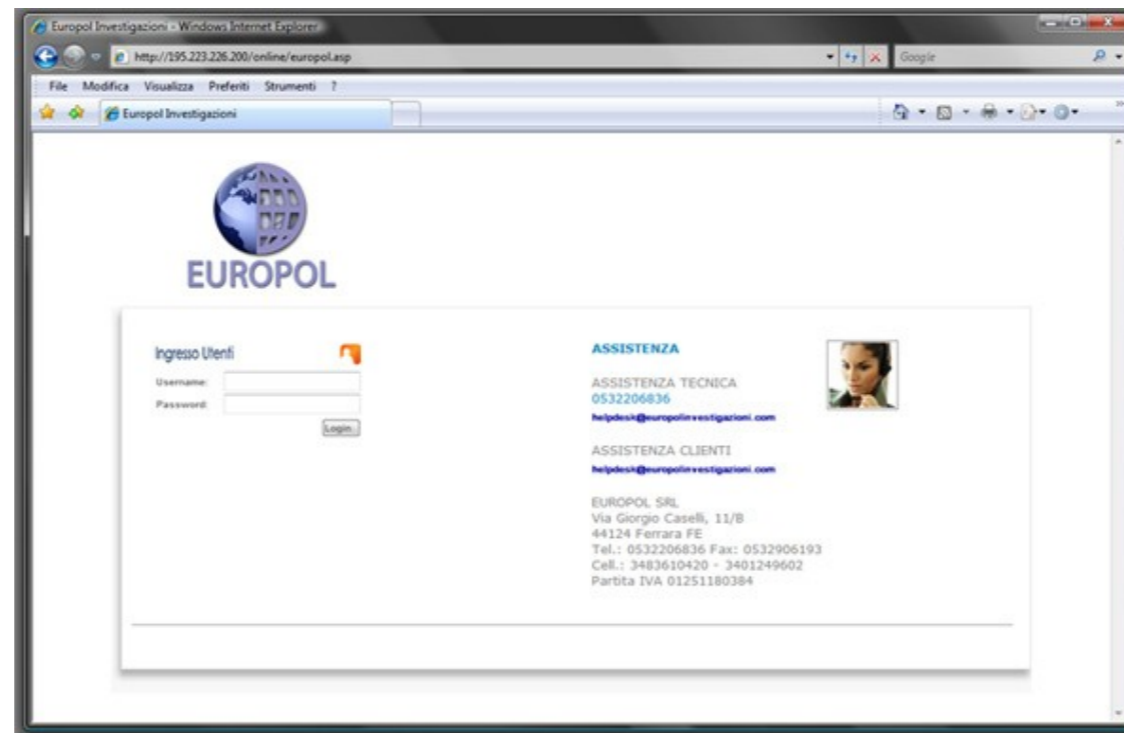 Europol Investigazioni - Windows Internet Explorer
http://195.223.226.200/online/europol.asp
Google
File Modifica Visualizza Preferiti Strumenti ?
Europol Investigazioni
EUROPOL
Ingresso Utenti
Username:
Password:
Login
ASSISTENZA
ASSISTENZA TECNICA
0532206836
helpdesk@europolinvestigazioni.com
ASSISTENZA CLIENTI
helpdesk@europolinvestigazioni.com
EUROPOL SRL
Via Giorgio Caselli, 11/B
44124 Ferrara FE
Tel.: 0532206836 Fax: 0532906193
Cell.: 3483610420 - 3401249602
Partita IVA 01251180384